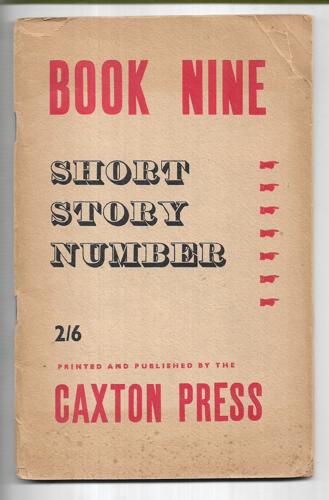 BOOK NINE
SHORT
STORY
NUMBER
2/6
PRINTED AND PUBLISHED BY THE
CAXTON PRESS